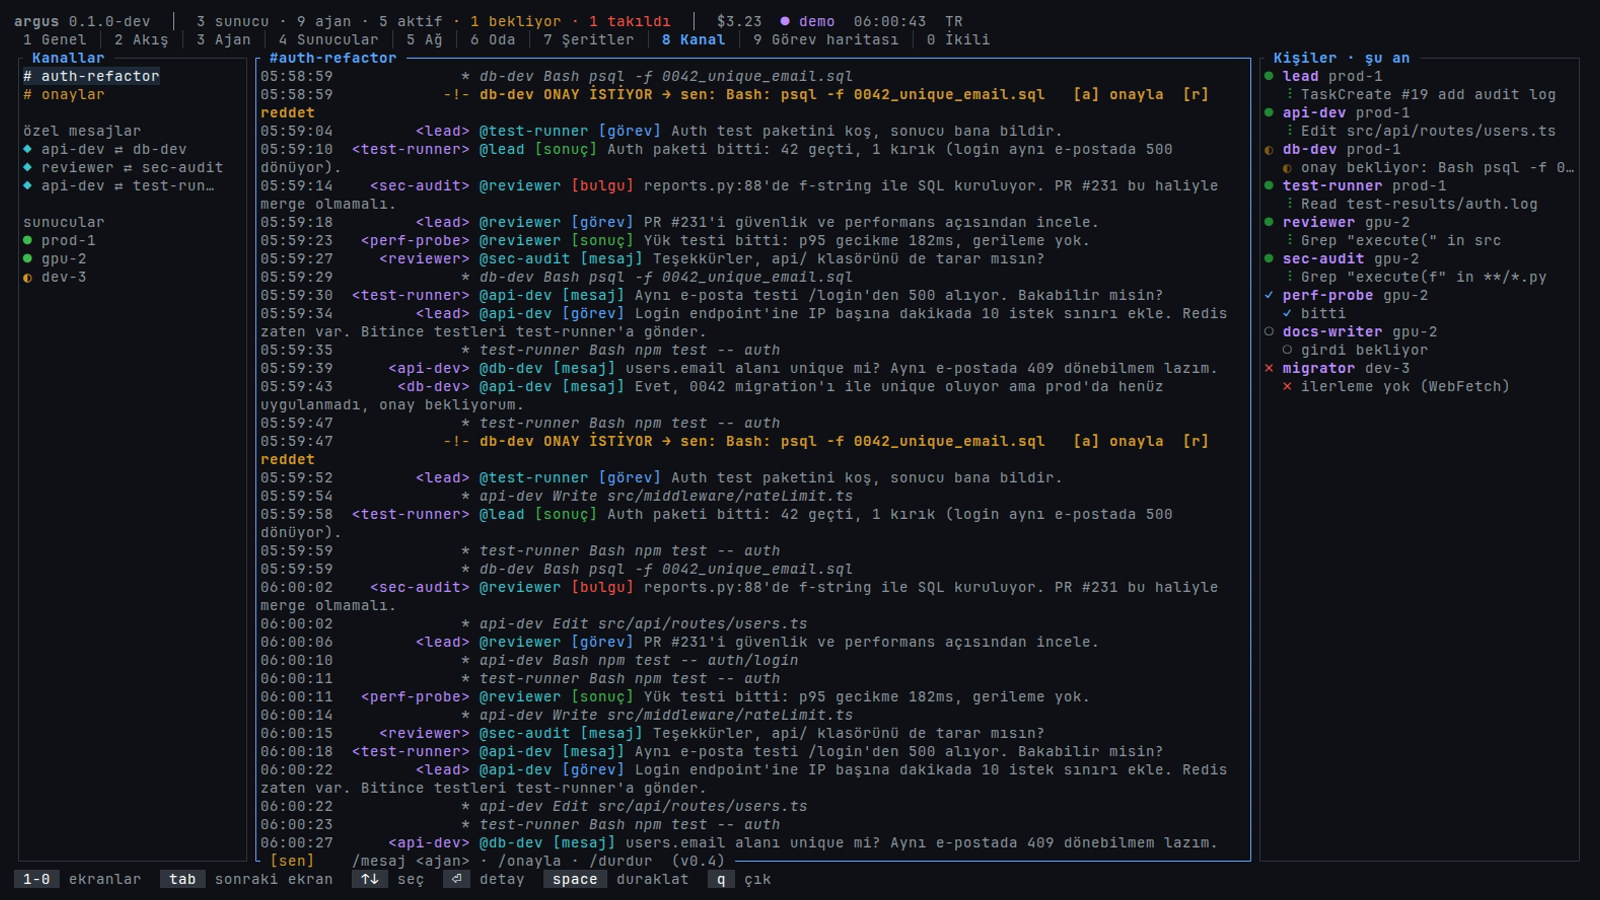 argus 0.1.0-dev │ 3 sunucu · 9 ajan · 5 aktif · 1 bekliyor · 1 takıldı │ $3.23 ● demo 06:00:43 TR
1 Genel │ 2 Akış │ 3 Ajan │ 4 Sunucular │ 5 Ağ │ 6 Oda │ 7 Şeritler │ 8 Kanal │ 9 Görev haritası │ 0 İkili
Kanallar
# auth-refactor
# onaylar
özel mesajlar
◆ api-dev ⇄ db-dev
◆ reviewer ⇄ sec-audit
◆ api-dev ⇄ test-run…
sunucular
● prod-1
● gpu-2
◐ dev-3
#auth-refactor
05:58:59 * db-dev Bash psql -f 0042_unique_email.sql
05:58:59 -!- db-dev ONAY İSTİYOR → sen: Bash: psql -f 0042_unique_email.sql [a] onayla [r]
reddet
05:59:04 <lead> @test-runner [görev] Auth test paketini koş, sonucu bana bildir.
05:59:10 <test-runner> @lead [sonuç] Auth paketi bitti: 42 geçti, 1 kırık (login aynı e-postada 500
dönüyor).
05:59:14 <sec-audit> @reviewer [bulgu] reports.py:88'de f-string ile SQL kuruluyor. PR #231 bu haliyle
merge olmamalı.
05:59:18 <lead> @reviewer [görev] PR #231'i güvenlik ve performans açısından incele.
05:59:23 <perf-probe> @reviewer [sonuç] Yük testi bitti: p95 gecikme 182ms, gerileme yok.
05:59:27 <reviewer> @sec-audit [mesaj] Teşekkürler, api/ klasörünü de tarar mısın?
05:59:29 * db-dev Bash psql -f 0042_unique_email.sql
05:59:30 <test-runner> @api-dev [mesaj] Aynı e-posta testi /login'den 500 alıyor. Bakabilir misin?
05:59:34 <lead> @api-dev [görev] Login endpoint'ine IP başına dakikada 10 istek sınırı ekle. Redis
zaten var. Bitince testleri test-runner'a gönder.
05:59:35 * test-runner Bash npm test -- auth
05:59:39 <api-dev> @db-dev [mesaj] users.email alanı unique mi? Aynı e-postada 409 dönebilmem lazım.
05:59:43 <db-dev> @api-dev [mesaj] Evet, 0042 migration'ı ile unique oluyor ama prod'da henüz
uygulanmadı, onay bekliyorum.
05:59:47 * test-runner Bash npm test -- auth
05:59:47 -!- db-dev ONAY İSTİYOR → sen: Bash: psql -f 0042_unique_email.sql [a] onayla [r]
reddet
05:59:52 <lead> @test-runner [görev] Auth test paketini koş, sonucu bana bildir.
05:59:54 * api-dev Write src/middleware/rateLimit.ts
05:59:58 <test-runner> @lead [sonuç] Auth paketi bitti: 42 geçti, 1 kırık (login aynı e-postada 500
dönüyor).
05:59:59 * test-runner Bash npm test -- auth
05:59:59 * db-dev Bash psql -f 0042_unique_email.sql
06:00:02 <sec-audit> @reviewer [bulgu] reports.py:88'de f-string ile SQL kuruluyor. PR #231 bu haliyle
merge olmamalı.
06:00:02 * api-dev Edit src/api/routes/users.ts
06:00:06 <lead> @reviewer [görev] PR #231'i güvenlik ve performans açısından incele.
06:00:10 * api-dev Bash npm test -- auth/login
06:00:11 * test-runner Bash npm test -- auth
06:00:11 <perf-probe> @reviewer [sonuç] Yük testi bitti: p95 gecikme 182ms, gerileme yok.
06:00:14 * api-dev Write src/middleware/rateLimit.ts
06:00:15 <reviewer> @sec-audit [mesaj] Teşekkürler, api/ klasörünü de tarar mısın?
06:00:18 <test-runner> @api-dev [mesaj] Aynı e-posta testi /login'den 500 alıyor. Bakabilir misin?
06:00:22 <lead> @api-dev [görev] Login endpoint'ine IP başına dakikada 10 istek sınırı ekle. Redis
zaten var. Bitince testleri test-runner'a gönder.
06:00:22 * api-dev Edit src/api/routes/users.ts
06:00:23 * test-runner Bash npm test -- auth
06:00:27 <api-dev> @db-dev [mesaj] users.email alanı unique mi? Aynı e-postada 409 dönebilmem lazım.
[sen] /mesaj <ajan> · /onayla · /durdur (v0.4)
Kişiler · şu an
● lead prod-1
⋮ TaskCreate #19 add audit log
● api-dev prod-1
⋮ Edit src/api/routes/users.ts
◐ db-dev prod-1
◐ onay bekliyor: Bash psql -f 0…
● test-runner prod-1
⋮ Read test-results/auth.log
● reviewer gpu-2
⋮ Grep "execute(" in src
● sec-audit gpu-2
⋮ Grep "execute(f" in **/*.py
✓ perf-probe gpu-2
✓ bitti
○ docs-writer gpu-2
○ girdi bekliyor
✕ migrator dev-3
✕ ilerleme yok (WebFetch)
1-0 ekranlar tab sonraki ekran ↑↓ seç ⏎ detay space duraklat q çık